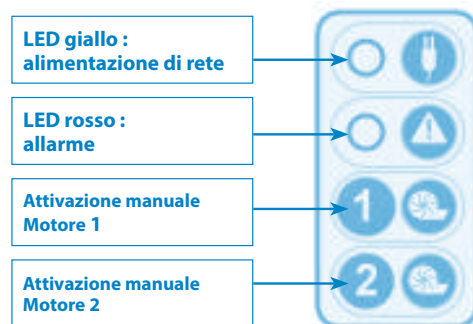 LED giallo :
alimentazione di rete
LED rosso :
allarme
Attivazione manuale
Motore 1
1
Attivazione manuale
Motore 2
2